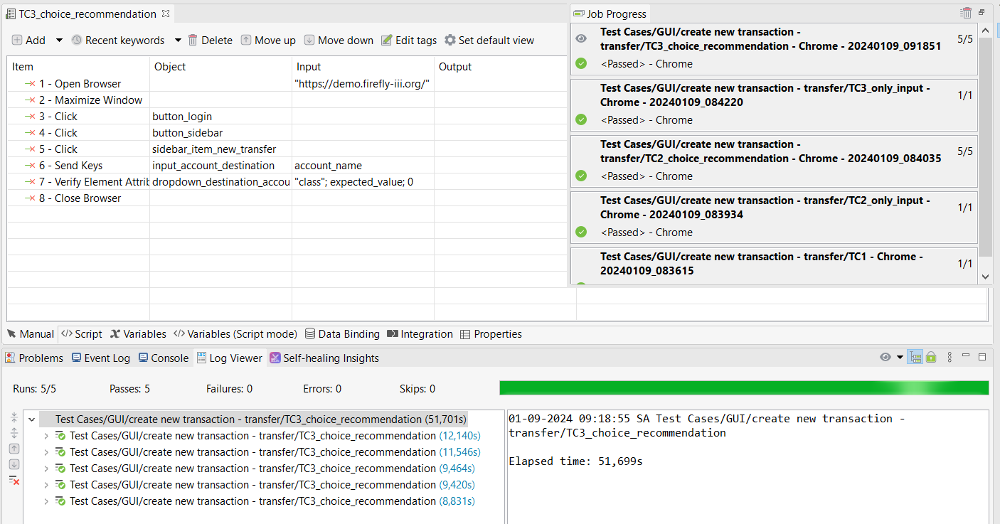 TC3_choice_recommendation
Add Recent keywords Delete Move up Move down Edit tags Set default view
Item Object Input Output
1 - Open Browser "https://demo.firefly-iii.org/"
2 - Maximize Window
3 - Click button_login
4 - Click button_sidebar
5 - Click sidebar_item_new_transfer
6 - Send Keys input_account_destination account_name
7 - Verify Element Attrib dropdown_destination_accou "class"; expected_value; 0
8 - Close Browser
Job Progress
Test Cases/GUI/create new transaction -
transfer/TC3_choice_recommendation - Chrome - 20240109_091851
5/5
<Passed> - Chrome
Test Cases/GUI/create new transaction - transfer/TC3_only_input -
Chrome - 20240109_084220
1/1
<Passed> - Chrome
Test Cases/GUI/create new transaction -
transfer/TC2_choice_recommendation - Chrome - 20240109_084035
5/5
<Passed> - Chrome
Test Cases/GUI/create new transaction - transfer/TC2_only_input -
Chrome - 20240109_083934
1/1
<Passed> - Chrome
Test Cases/GUI/create new transaction - transfer/TC1 - Chrome -
20240109_083615
1/1
Manual Script Variables Variables (Script mode) Data Binding Integration Properties
Problems Event Log Console Log Viewer Self-healing Insights
Runs: 5/5 Passes: 5 Failures: 0 Errors: 0 Skips: 0
Test Cases/GUI/create new transaction - transfer/TC3_choice_recommendation (51,701s)
Test Cases/GUI/create new transaction - transfer/TC3_choice_recommendation (12,140s)
Test Cases/GUI/create new transaction - transfer/TC3_choice_recommendation (11,546s)
Test Cases/GUI/create new transaction - transfer/TC3_choice_recommendation (9,464s)
Test Cases/GUI/create new transaction - transfer/TC3_choice_recommendation (9,420s)
Test Cases/GUI/create new transaction - transfer/TC3_choice_recommendation (8,831s)
01-09-2024 09:18:55 SA Test Cases/GUI/create new transaction -
transfer/TC3_choice_recommendation
Elapsed time: 51,699s